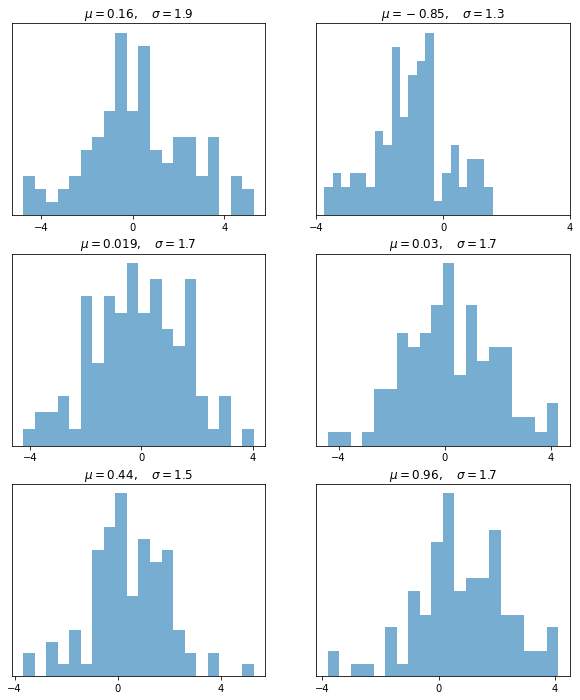 μ = 0.16, σ = 1.9
−4 0 4
μ = − 0.85, σ = 1.3
−4 0 4
μ = 0.019, σ = 1.7
−4 0 4
μ = 0.03, σ = 1.7
−4 0 4
μ = 0.44, σ = 1.5
−4 0 4
μ = 0.96, σ = 1.7
−4 0 4